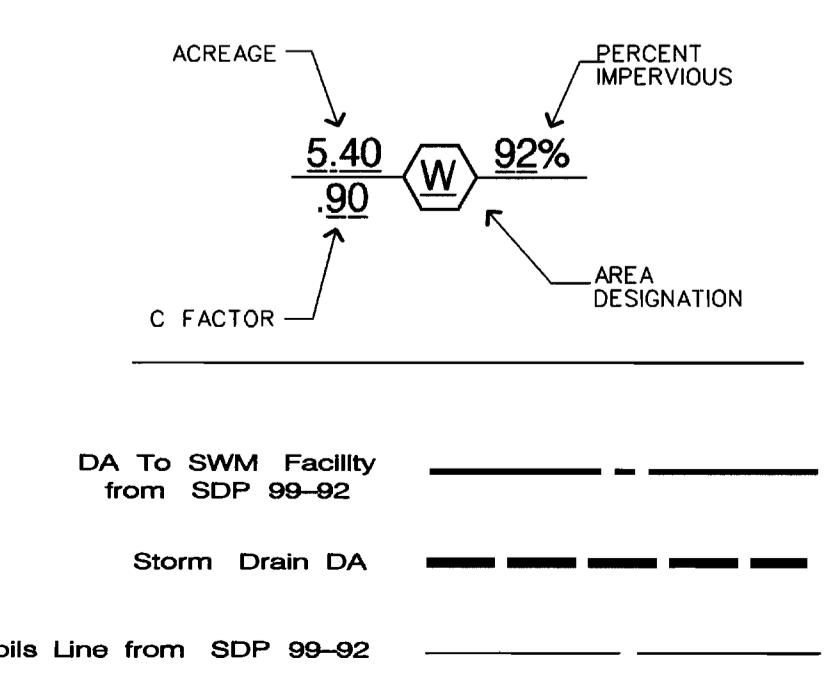 ACREAGE
PERCENT
IMPERVIOUS
5.40 W 92%
.90
AREA
DESIGNATION
C FACTOR
DA To SWM Facility
from SDP 99-92
Storm Drain DA
Line from SDP 99-92